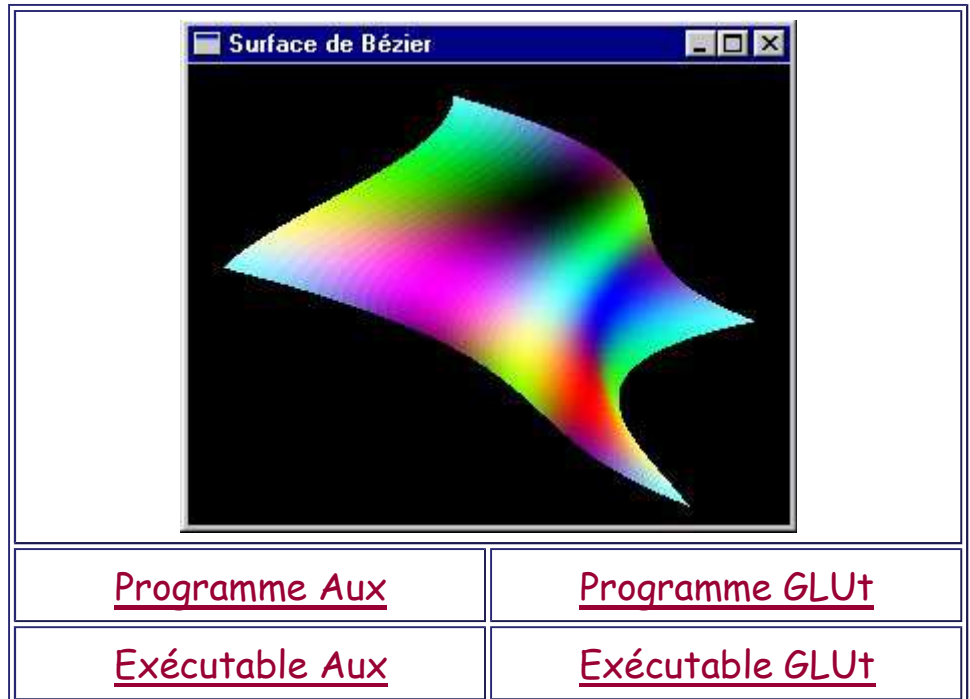 Surface de Bézier
Programme Aux
Programme GLUt
Exécutable Aux
Exécutable GLUt